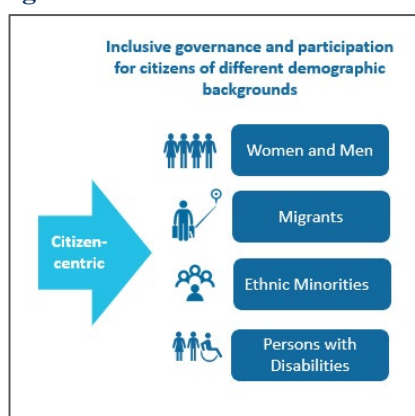 Inclusive governance and participation
for citizens of different demographic
backgrounds
Women and Men
Migrants
Citizen-
centric
Ethnic Minorities
Persons with
Disabilities